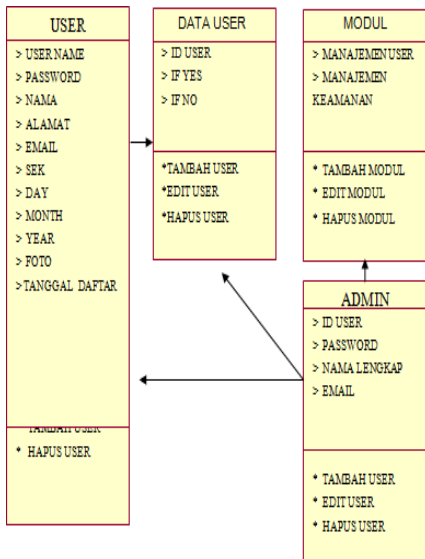 USER
> USER NAME
> PASSWORD
> NAMA
> ALAMAT
> EMAIL
> SEK
> DAY
> MONTH
> YEAR
> FOTO
>TANGGAL DAFTAR
TAMBAH USER
* HAPUS USER
DATA USER
> ID USER
> IF YES
> IF NO
*TAMBAH USER
*EDIT USER
*HAPUS USER
MODUL
> MANAJEMEN USER
> MANAJEMEN
KEAMANAN
* TAMBAH MODUL
* EDIT MODUL
* HAPUS MODUL
ADMIN
> ID USER
> PASSWORD
> NAMA LENGKAP
> EMAIL
* TAMBAH USER
* EDIT USER
* HAPUS USER